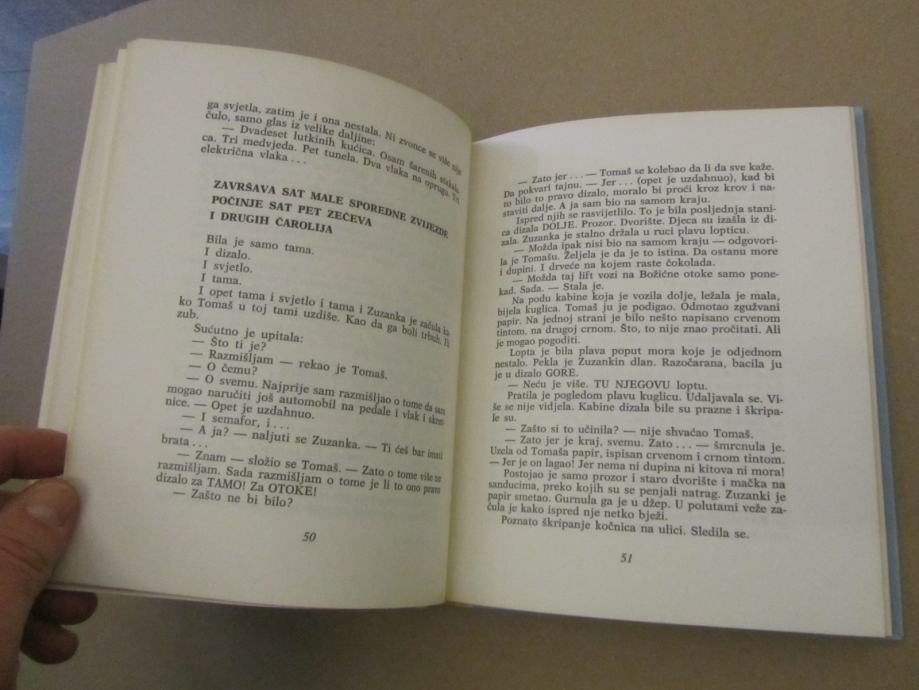 ga svjetla, zatim je i ona nestala. Ni zvonce se više nije
čulo, samo glas iz velike daljine:
— Dvadeset lutkinih kućica. Osam šarenih stakala
ca. Tri medvjeda. Pet tunela. Dva vlaka na oprugu. Tri
električna vlaka . . .
ZAVRŠAVA SAT MALE SPOREDNE ZVIJEZDE
POČINJE SAT PET ZEČEVA
I DRUGIH ČAROLIJA
Bila je samo tama.
I dizalo.
I svjetlo.
I tama.
I opet tama i svjetlo i tama i Zuzanka je začula ka-
ko Tomaš u toj tami uzdiše. Kao da ga boli trbuh. Ili
zub.
Sućutno je upitala:
— Što ti je?
— Razmišljam — rekao je Tomaš.
— O čemu?
— O svemu. Najprije sam razmišljao o tome da sam
mogao naručiti još automobil na pedale i vlak i skret-
nice. — Opet je uzdahnuo.
— I semafor, i . . .
— A ja? — naljuti se Zuzanka. — Ti ćeš bar imati
brata . . .
— Znam — složio se Tomaš. — Zato o tome više ne
razmišljam. Sada razmišljam o tome je li to ono pravo
dizalo za TAMO! Za OTOKE!
— Zašto ne bi bilo?
50
— Zato jer . . . — Tomaš se kolebao da li da sve kaže.
Da pokvari tajnu. — Jer . . . (opet je uzdahnuo), kad bi
to bilo to pravo dizalo, moralo bi proći kroz krov i na-
staviti dalje. A ja sam bio na samom kraju.
Ispred njih se rasvijetlilo. To je bila posljednja stani-
ca dizala DOLJE. Prozor. Dvorište. Djeca su izašla iz di-
zala. Zuzanka je stalno držala u ruci plavu lopticu.
— Možda ipak nisi bio na samom kraju — odgovori-
la je Tomašu. Željela je da je to istina. Da ostanu more
i dupini. I drveće na kojem raste čokolada.
— Možda taj lift vozi na Božićne otoke samo pone-
kad. Sada. — Stala je.
Na podu kabine koja je vozila dolje, ležala je mala,
bijela kuglica. Tomaš ju je podigao. Odmotao zgužvani
papir. Na jednoj strani je bilo nešto napisano crvenom
tintom, na drugoj crnom. Što, to nije znao pročitati. Ali
je mogao pogoditi.
Lopta je bila plava poput mora koje je odjednom
nestalo. Pekla je Zuzankin dlan. Razočarana, bacila ju
je u dizalo GORE.
— Neću je više. TU NJEGOVU loptu.
Pratila je pogledom plavu kuglicu. Udaljavala se. Vi-
še se nije vidjela. Kabine dizala bile su prazne i škripa-
le su.
— Zašto si to učinila? — nije shvaćao Tomaš.
— Zato jer je kraj, svemu. Zato . . . — šmrcnula je.
Uzela od Tomaša papir, ispisan crvenom i crnom tintom.
— Jer je on lagao! Jer nema ni dupina ni kitova ni mora!
Postojao je samo prozor i staro dvorište i mačka na
sanducima, preko kojih su se penjali natrag. Zuzanki je
papir smetao. Gurnula ga je u džep. U polutami veže za-
čula je kako ispred nje netko bježi.
Poznato škripanje kočnica na ulici. Sledila se.
51